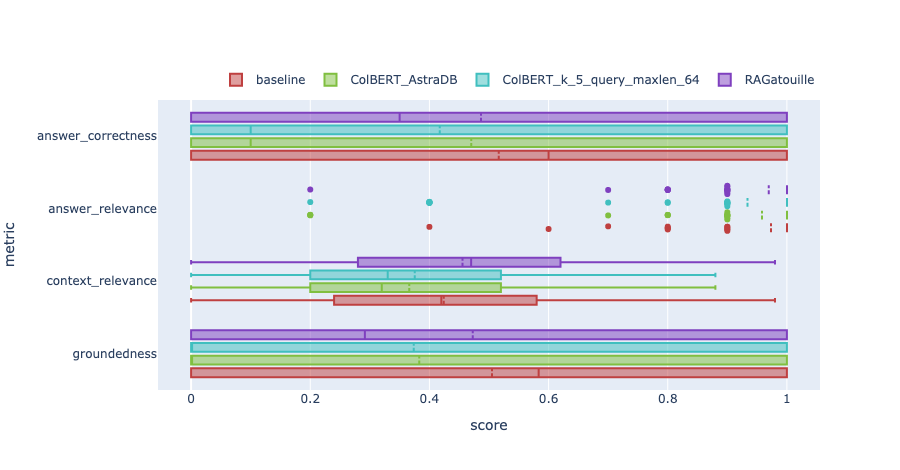 baseline ColBERT_AstraDB ColBERT_k_5_query_maxlen_64 RAGatouille
answer_correctness
answer_relevance
metric
context_relevance
groundedness
0 0.2 0.4 0.6 0.8 1
score